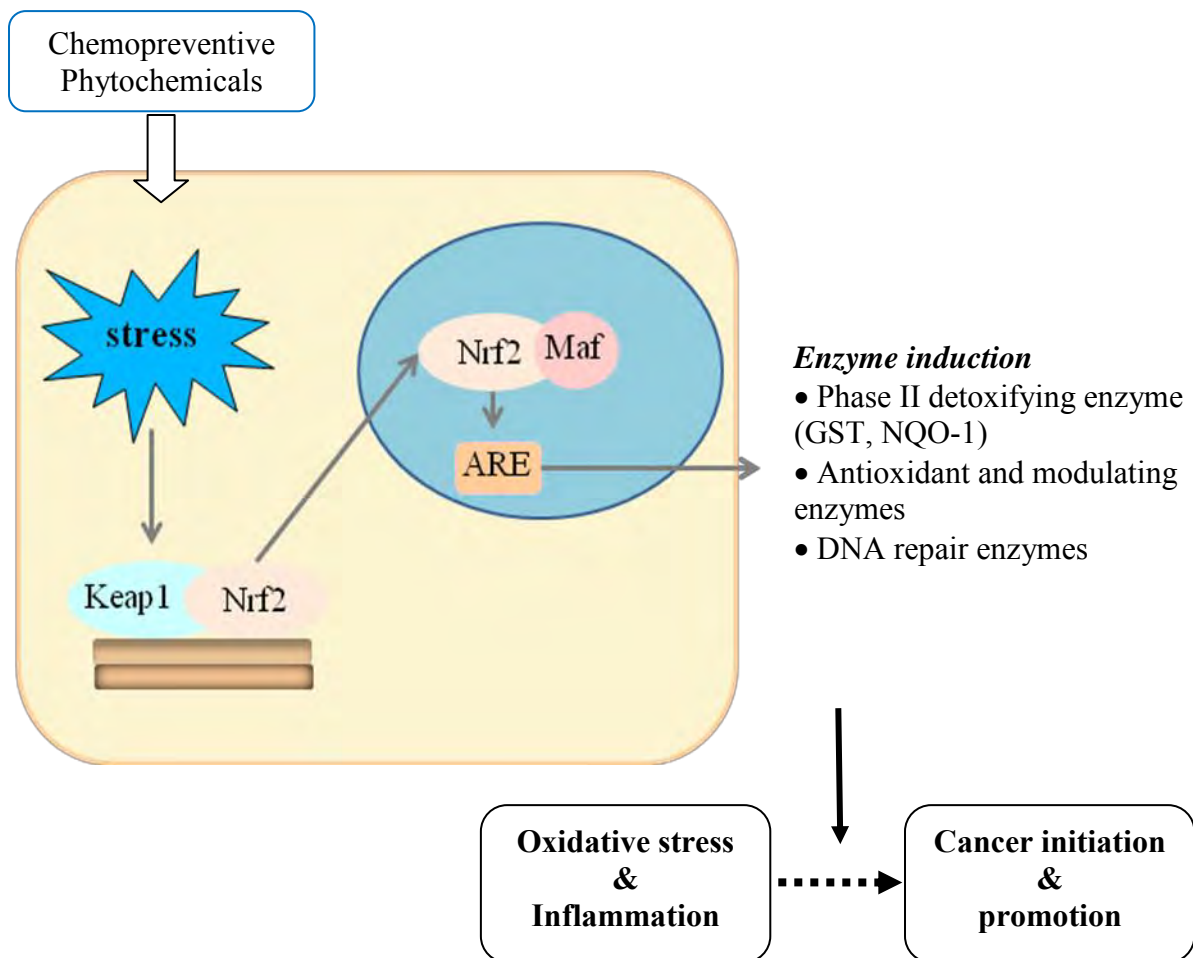 Chemopreventive
Phytochemicals
stress
Nrf2
Maf
ARE
Keap1
Nrf2
Enzyme induction
• Phase II detoxifying enzyme
(GST, NQO-1)
• Antioxidant and modulating
enzymes
• DNA repair enzymes
Oxidative stress
&
Inflammation
Cancer initiation
&
promotion